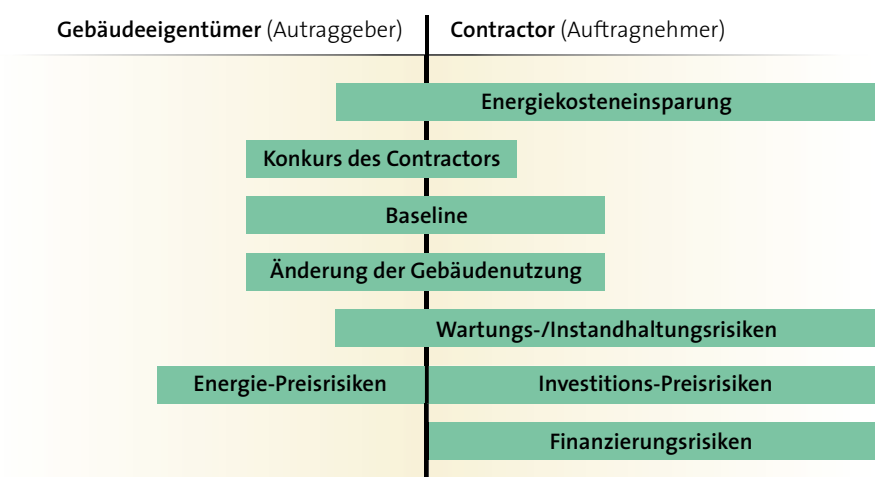 Gebäudeeigentümer (Autraggeber) Contractor (Auftragnehmer)
Energiekosteneinsparung
Konkurs des Contractors
Baseline
Änderung der Gebäudenutzung
Wartungs-/Instandhaltungsrisiken
Energie-Preisrisiken Investitions-Preisrisiken
Finanzierungsrisiken